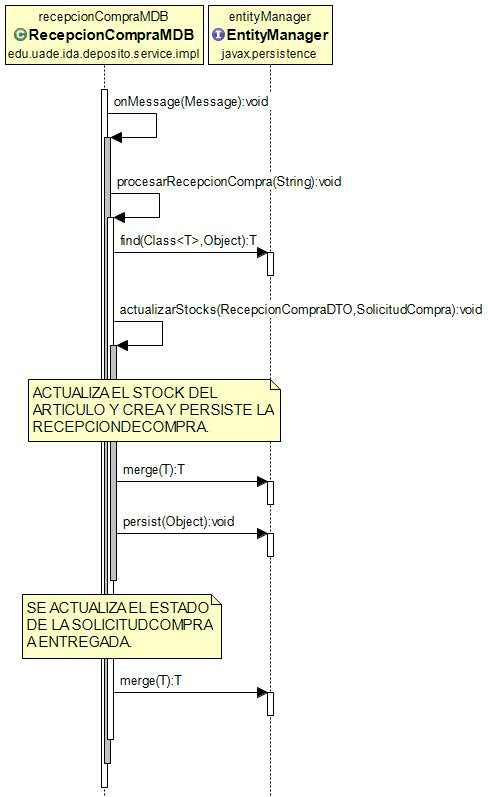 recepcionCompraMDB
RecepcionCompraMDB
edu.uade.ida.deposito.service.impl
entityManager
EntityManager
javax.persistence
onMessage(Message):void
procesarRecepcionCompra(String):void
find(Class<T>,Object):T
actualizarStocks(RecepcionCompraDTO,SolicitudCompra):void
ACTUALIZA EL STOCK DEL
ARTICULO Y CREA Y PERSISTE LA
RECEPCIONDECOMPRA.
merge(T):T
persist(Object):void
SE ACTUALIZA EL ESTADO
DE LA SOLICITUDCOMPRA
A ENTREGADA.
merge(T):T